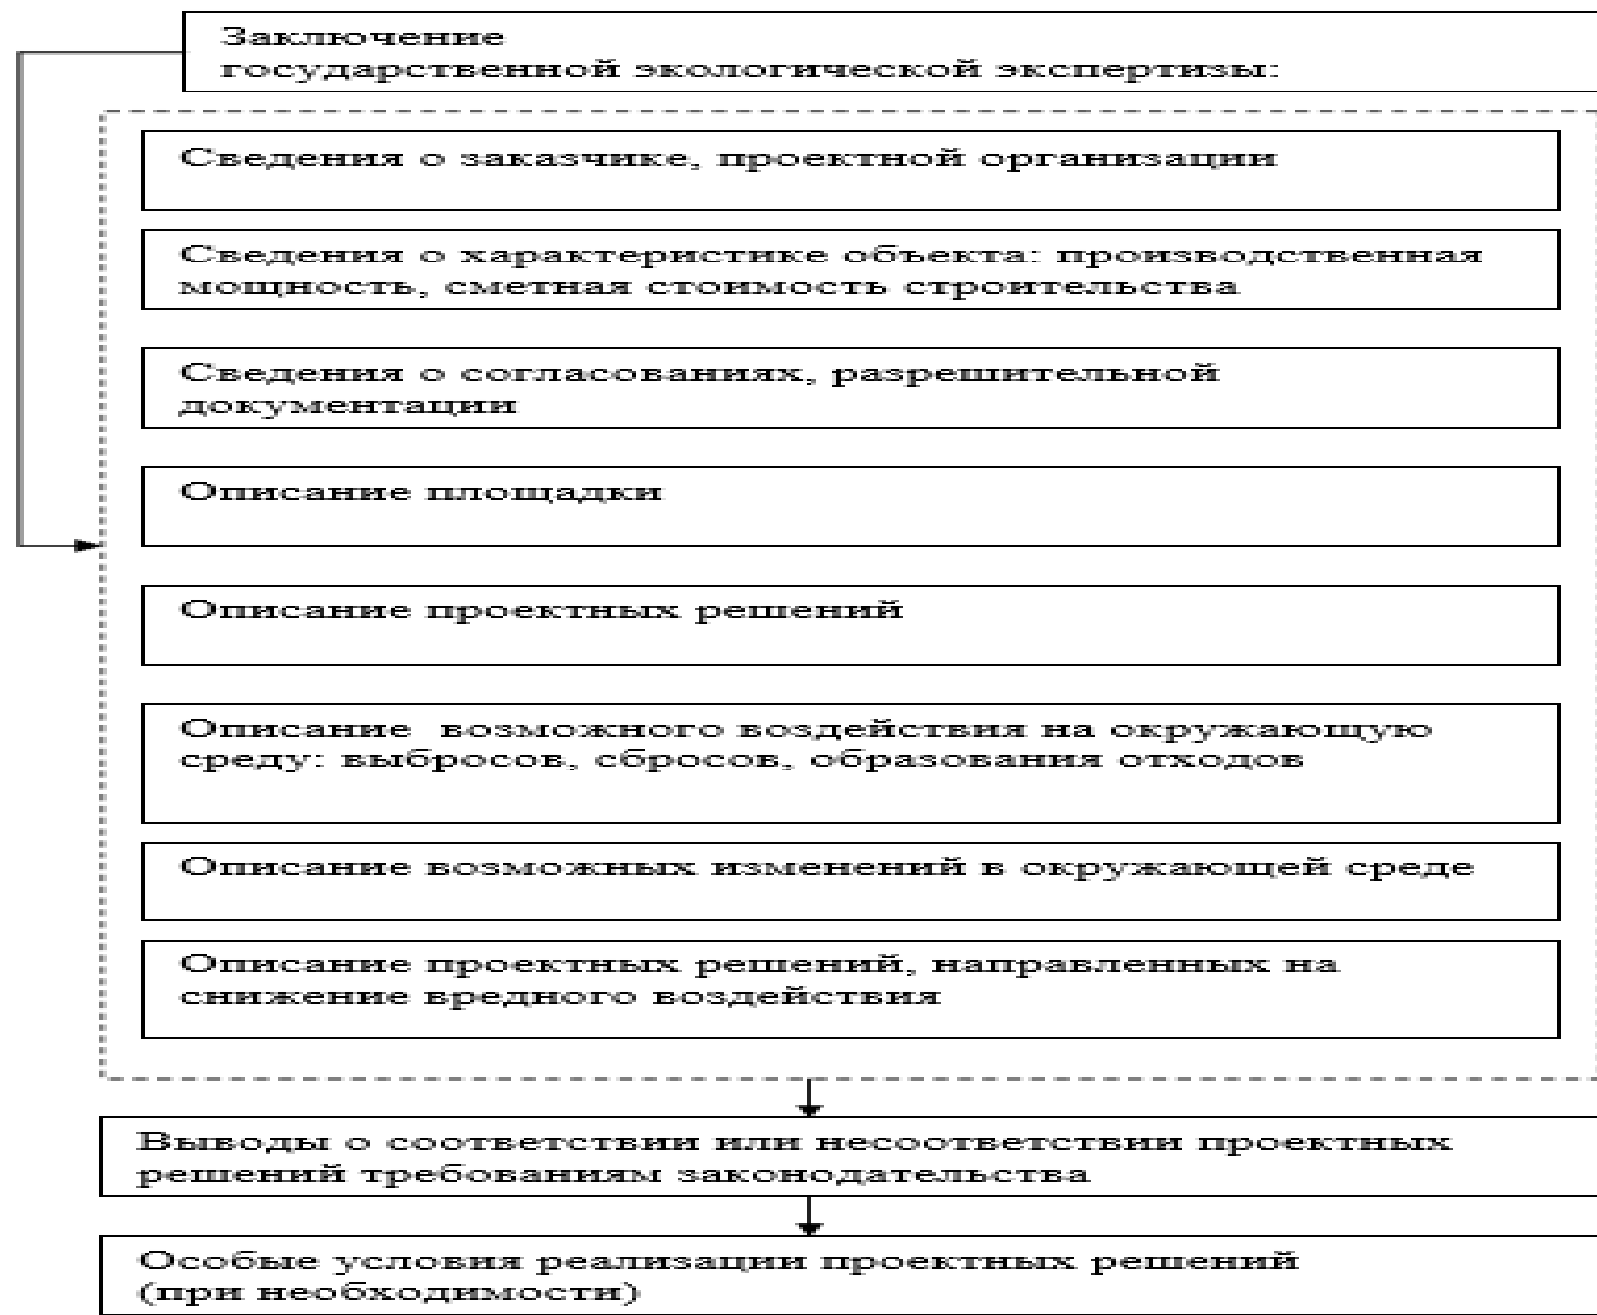 Заключение
государственной экологической экспертизы:
Сведения о заказчике, проектной организации
Сведения о характеристике объекта: производственная
мощность, сметная стоимость строительства
Сведения о согласованиях, разрешительной
документации
Описание площадки
Описание проектных решений
Описание возможного воздействия на окружающую
среду: выбросов, сбросов, образования отходов
Описание возможных изменений в окружающей среде
Описание проектных решений, направленных на
снижение вредного воздействия
Выводы о соответствии или несоответствии проектных
решений требованиям законодательства
Особые условия реализации проектных решений
(при необходимости)